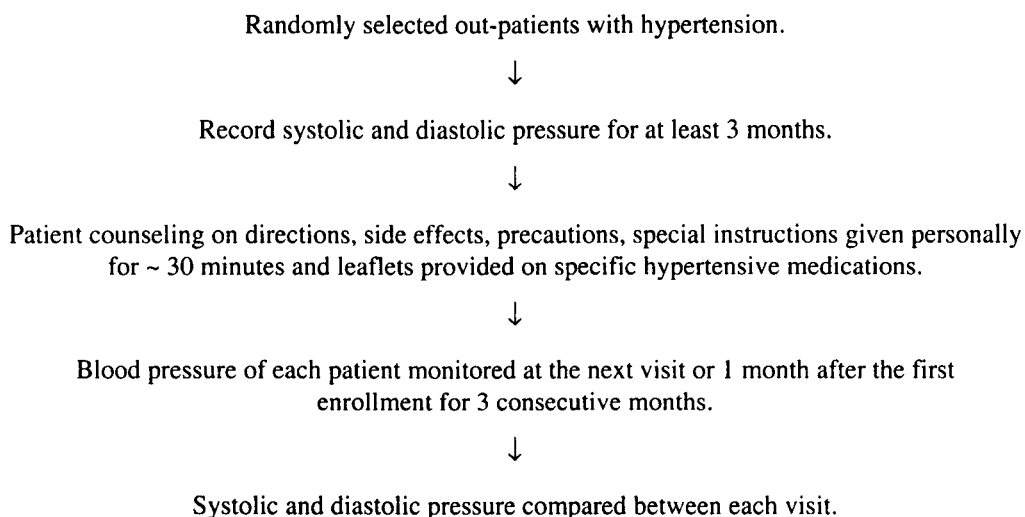 Randomly selected out-patients with hypertension.
↓
Record systolic and diastolic pressure for at least 3 months.
↓
Patient counseling on directions, side effects, precautions, special instructions given personally
for ~ 30 minutes and leaflets provided on specific hypertensive medications.
↓
Blood pressure of each patient monitored at the next visit or 1 month after the first
enrollment for 3 consecutive months.
↓
Systolic and diastolic pressure compared between each visit.